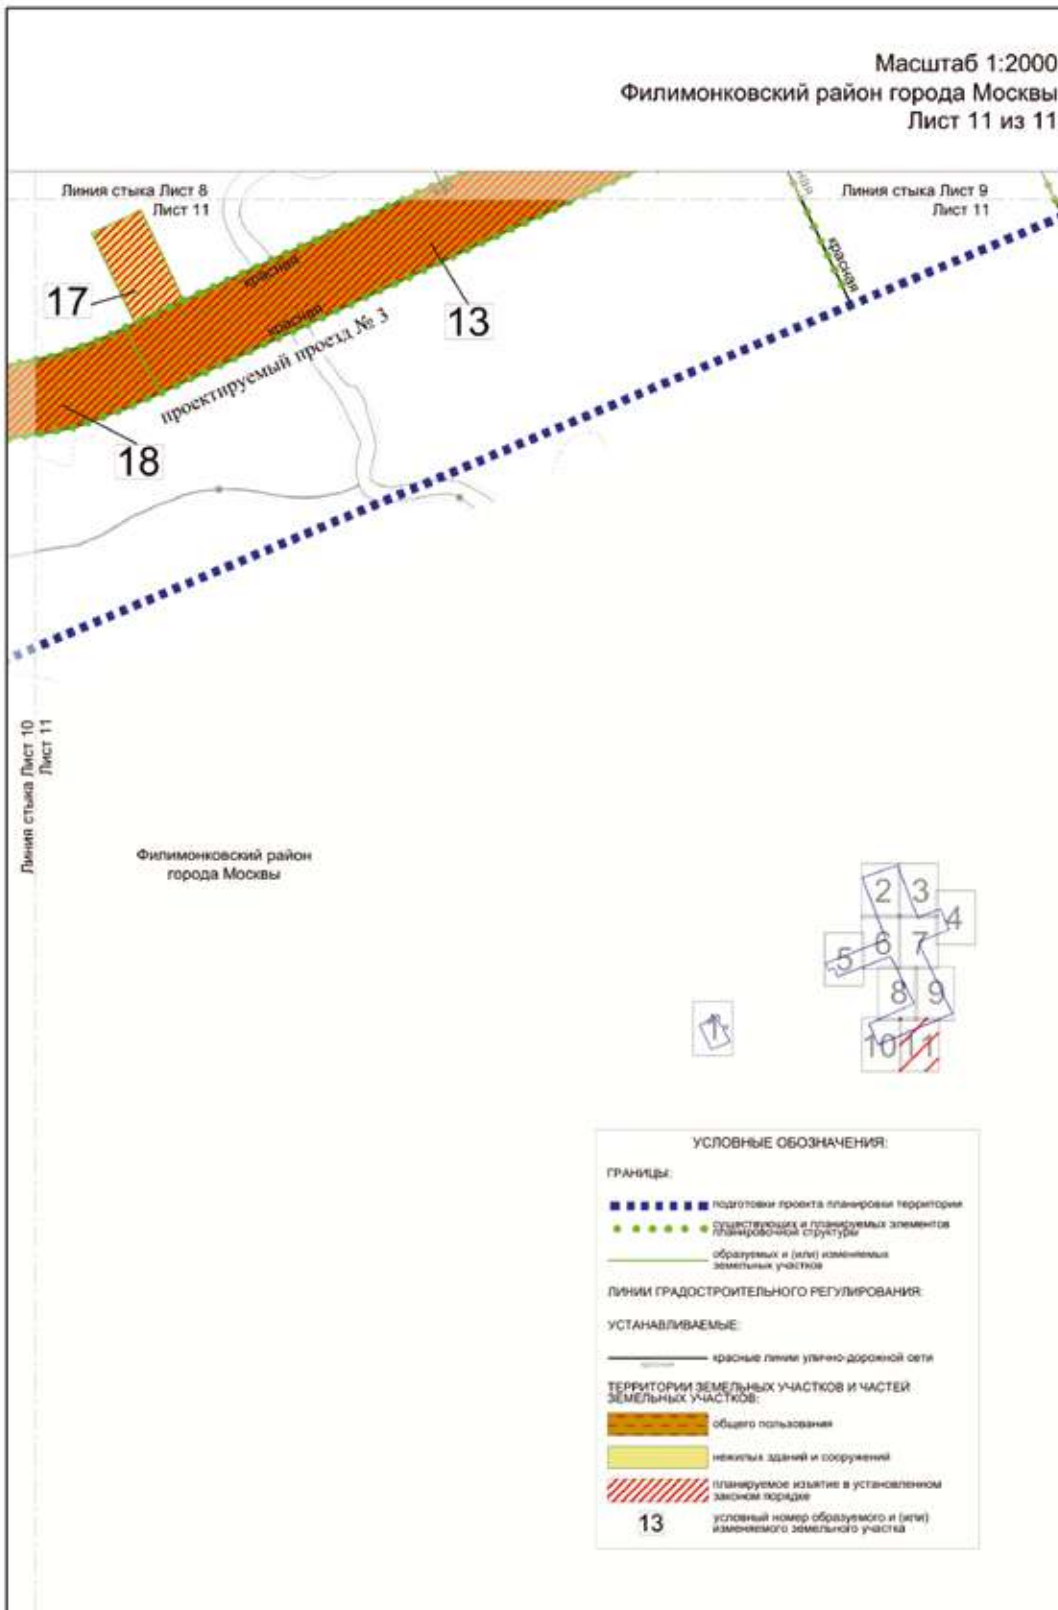 Масштаб 1:2000
Филимонковский район города Москвы
Лист 11 из 11
Линия стыка Лист 8
Лист 11
Линия стыка Лист 9
Лист 11
красная
17
13
красная
красная
проектируемый проезд № 3
18
Линия стыка Лист 10
Лист 11
Филимонковский район
города Москвы
2
3
4
5
6
7
8
9
1
10
11
УСЛОВНЫЕ ОБОЗНАЧЕНИЯ:
ГРАНИЦЫ:
подготовки проекта планировки территории
существующих и планируемых элементов
планировочной структуры
образуемых и (или) изменяемых
земельных участков
ЛИНИИ ГРАДОСТРОИТЕЛЬНОГО РЕГУЛИРОВАНИЯ:
УСТАНАВЛИВАЕМЫЕ:
красные линии улично-дорожной сети
красная
ТЕРРИТОРИИ ЗЕМЕЛЬНЫХ УЧАСТКОВ И ЧАСТЕЙ
ЗЕМЕЛЬНЫХ УЧАСТКОВ:
общего пользования
нежилых зданий и сооружений
планируемое изъятие в установленном
законом порядке
13
условный номер образуемого и (или)
изменяемого земельного участка